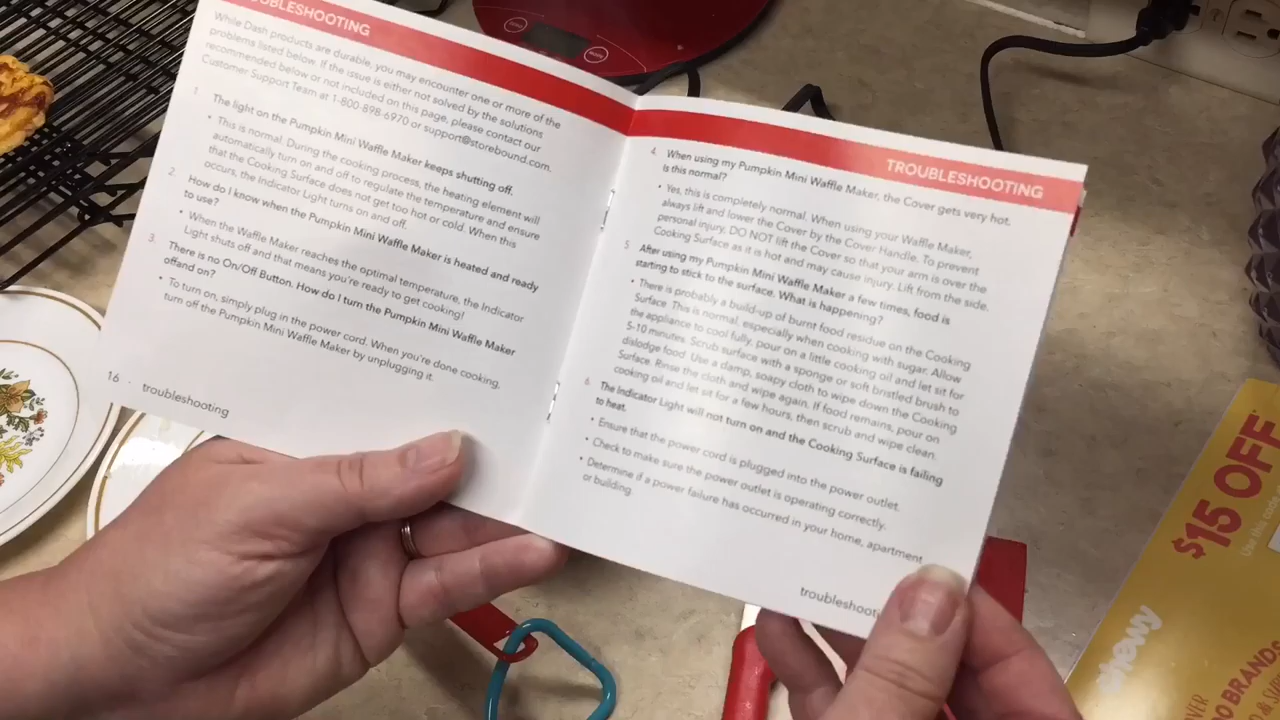 TROUBLESHOOTING
While Dash products are durable, you may encounter one or more of the
problems listed below. If the issue is either not solved by the solutions
recommended below or not included on this page, please contact our
Customer Support Team at 1-800-898-6970 or support@storebound.com.
1 The light on the Pumpkin Mini Waffle Maker keeps shutting off.
• This is normal. During the cooking process, the heating element will
automatically turn on and off to regulate the temperature and ensure
that the Cooking Surface does not get too hot or cold. When this
occurs, the Indicator Light turns on and off.
2. How do I know when the Pumpkin Mini Waffle Maker is heated and ready
to use?
• When the Waffle Maker reaches the optimal temperature, the Indicator
Light shuts off and that means you're ready to get cooking!
3. There is no On/Off Button. How do I turn the Pumpkin Mini Waffle Maker
off and on?
• To turn on, simply plug in the power cord. When you're done cooking,
turn off the Pumpkin Mini Waffle Maker by unplugging it.
16 · troubleshooting
TROUBLESHOOTING
4. When using my Pumpkin Mini Waffle Maker, the Cover gets very hot.
Is this normal?
• Yes, this is completely normal. When using your Waffle Maker,
always lift and lower the Cover by the Cover Handle. To prevent
personal injury, DO NOT lift the Cover so that your arm is over the
Cooking Surface as it is hot and may cause injury. Lift from the side.
5 After using my Pumpkin Mini Waffle Maker a few times, food is
starting to stick to the surface. What is happening?
• There is probably a build-up of burnt food residue on the Cooking
Surface. This is normal, especially when cooking with sugar. Allow
the appliance to cool fully, pour on a little cooking oil and let sit for
5-10 minutes. Scrub surface with a sponge or soft bristled brush to
dislodge food. Use a damp, soapy cloth to wipe down the Cooking
Surface. Rinse the cloth and wipe again. If food remains, pour on
cooking oil and let sit for a few hours, then scrub and wipe clean.
6 The Indicator Light will not turn on and the Cooking Surface is failing
to heat.
• Ensure that the power cord is plugged into the power outlet.
• Check to make sure the power outlet is operating correctly.
• Determine if a power failure has occurred in your home, apartment
or building.
troubleshooti
$15 OFF
Use this code
chewy
0 BRANDS